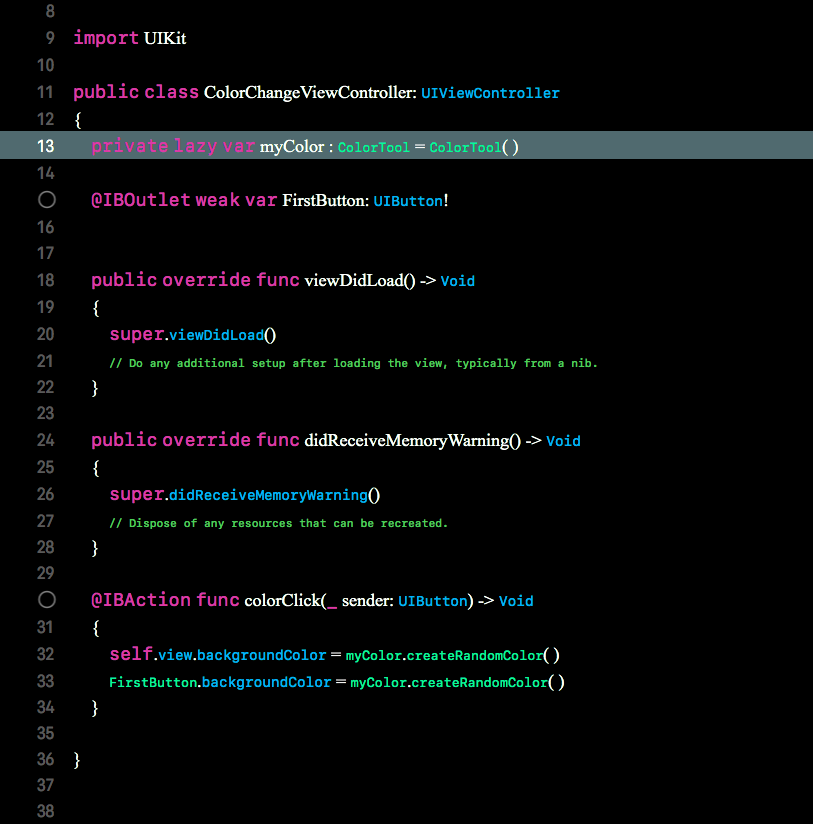 8
9 import UIKit
10
11 public class ColorChangeViewController: UIViewController
12 {
13 private lazy var myColor : ColorTool = ColorTool( )
14
@IBOutlet weak var FirstButton: UIButton!
16
17
18 public override func viewDidLoad() -> Void
19 {
20 super.viewDidLoad()
21 // Do any additional setup after loading the view, typically from a nib.
22 }
23
24 public override func didReceiveMemoryWarning() -> Void
25 {
26 super.didReceiveMemoryWarning()
27 // Dispose of any resources that can be recreated.
28 }
29
@IBAction func colorClick(_ sender: UIButton) -> Void
31 {
32 self.view.backgroundColor = myColor.createRandomColor( )
33 FirstButton.backgroundColor = myColor.createRandomColor( )
34 }
35
36 }
37
38